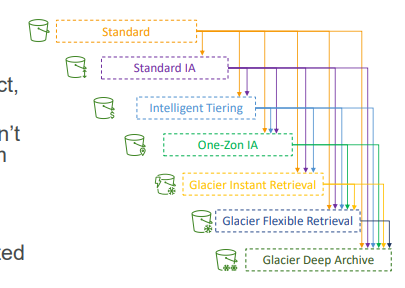 Standard
Standard IA
ct,
Intelligent Tiering
n't
One-Zon IA
Glacier Instant Retrieval
Glacier Flexible Retrieval
ted
Glacier Deep Archive